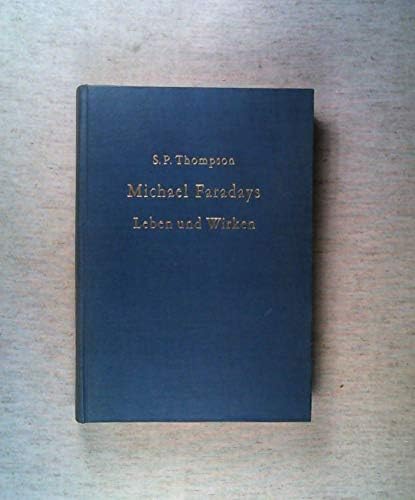 S. P. Thompson
Michael Faradays
Leben und Wirken